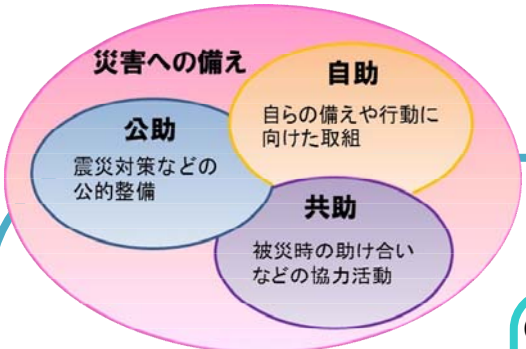 災害への備え
自助
自らの備えや行動に
向けた取組
公助
震災対策などの
公的整備
共助
被災時の助け合い
などの協力活動